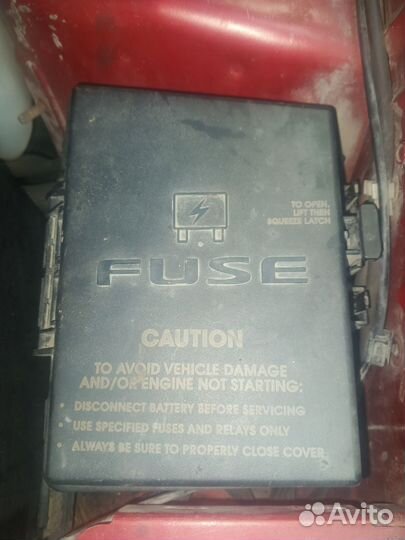 TO OPEN,
LIFT THEN
SQUEEZE LATCH
FUSE
CAUTION
TO AVOID VEHICLE DAMAGE
AND/OR ENGINE NOT STARTING:
• DISCONNECT BATTERY BEFORE SERVICING
• USE SPECIFIED FUSES AND RELAYS ONLY
• ALWAYS BE SURE TO PROPERLY CLOSE COVER
Avito